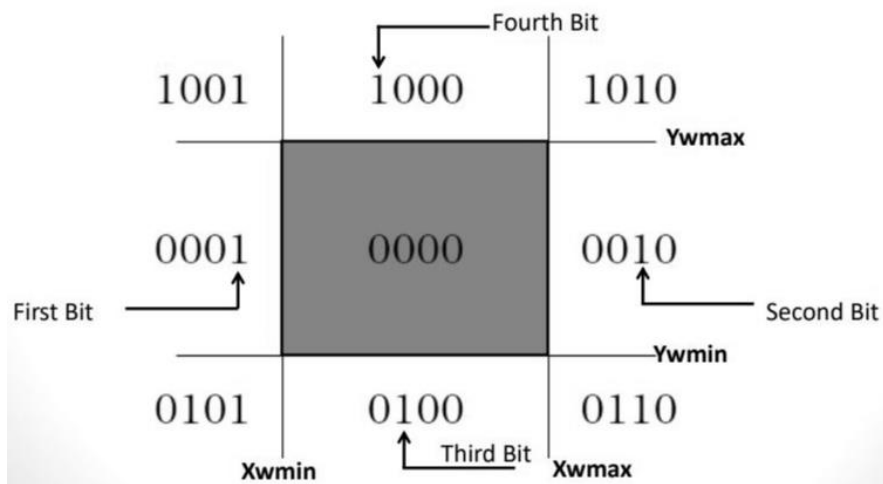 Fourth Bit
1001 1000 1010
Ywmax
0001 0000 0010
First Bit Second Bit
Ywmin
0101 0100 0110
Third Bit
Xwmin Xwmax